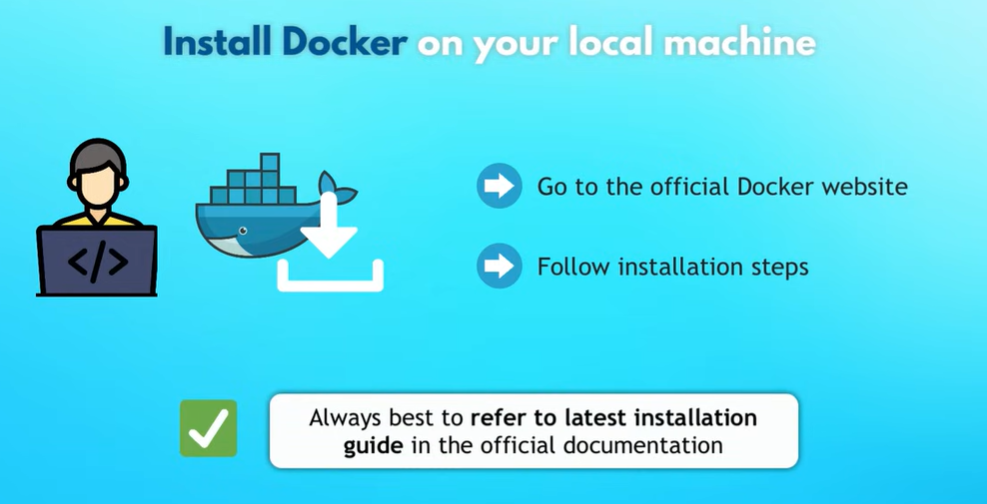 Install Docker on your local machine
</>
Go to the official Docker website
Follow installation steps
Always best to refer to latest installation
guide in the official documentation